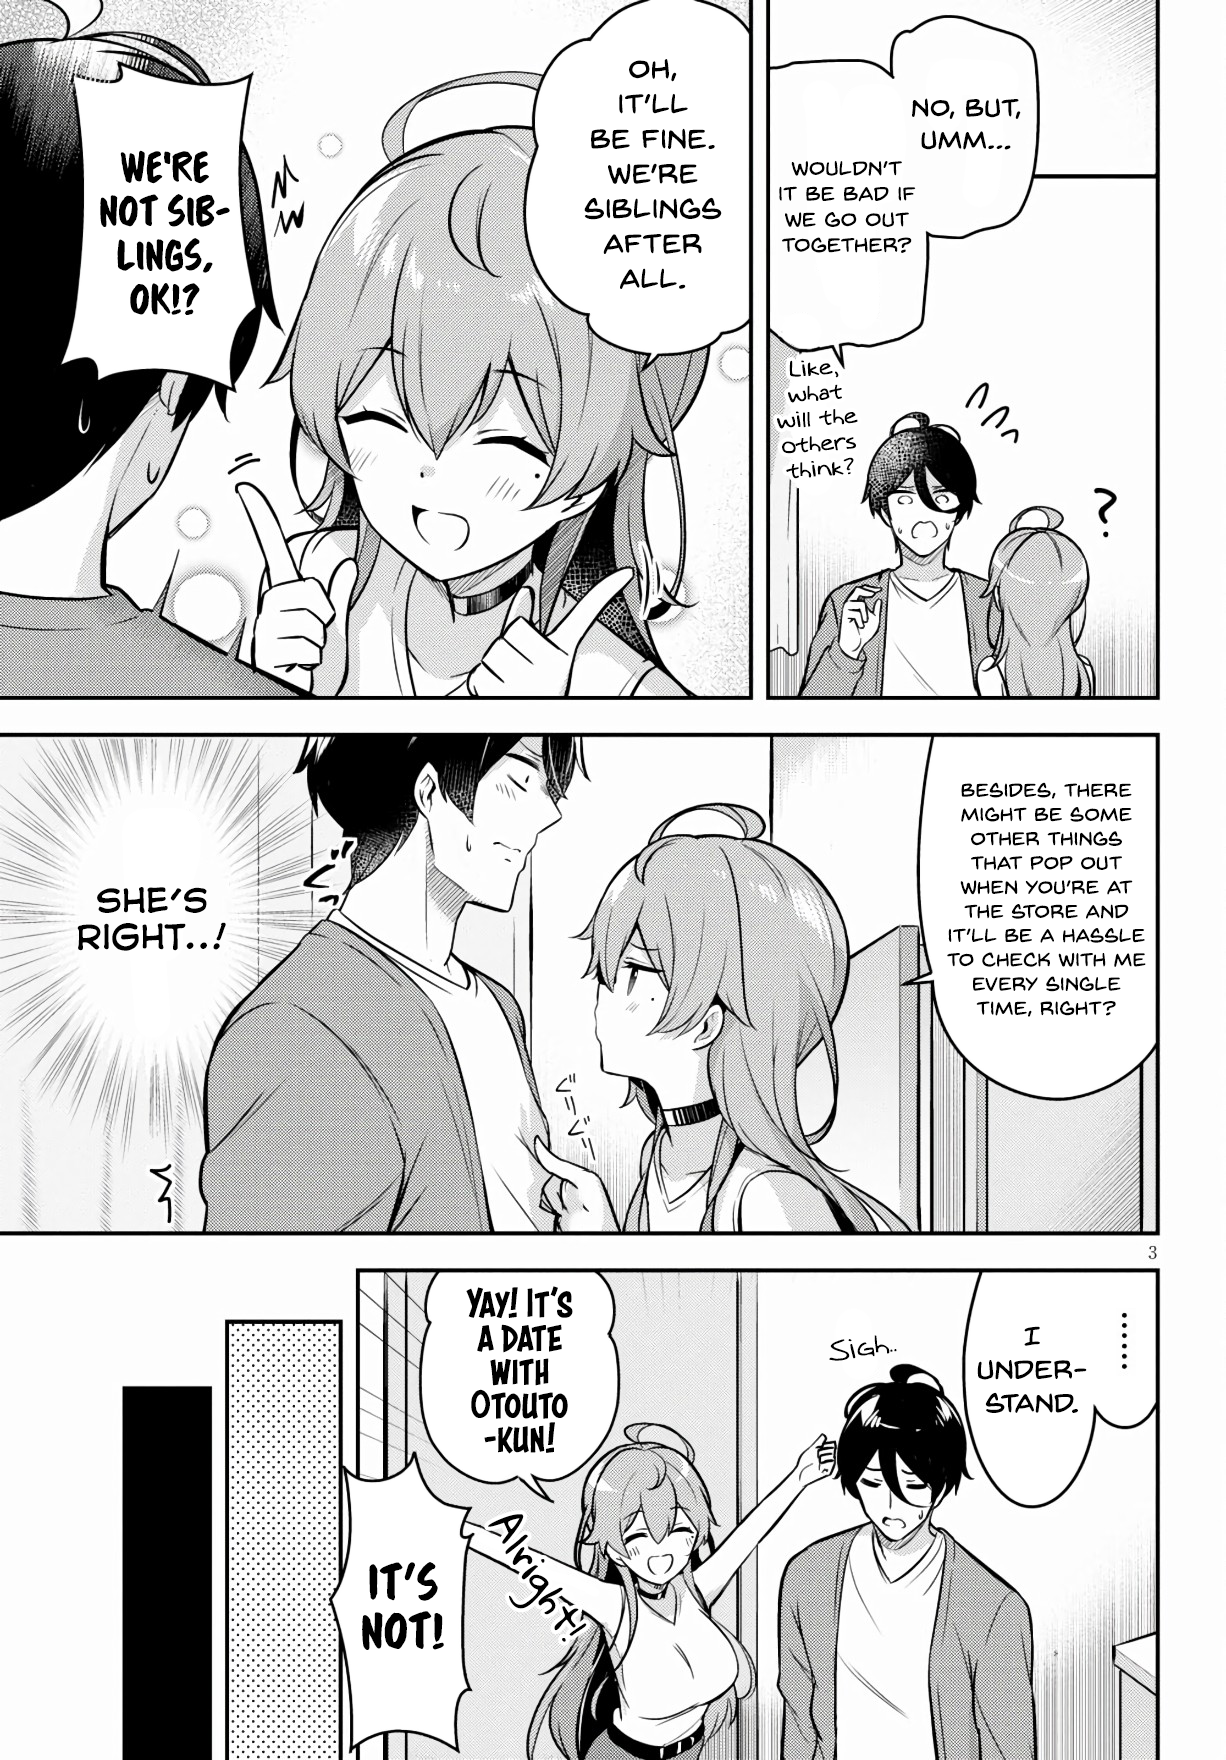 NO, BUT,
UMM...
WOULDN'T
IT BE BAD IF
WE GO OUT
TOGETHER?
Like,
what
will the
others
think?
?
OH,
IT'LL
BE FINE.
WE'RE
SIBLINGS
AFTER
ALL.
WE'RE
NOT SIB-
LINGS,
OK!?
BESIDES, THERE
MIGHT BE SOME
OTHER THINGS
THAT POP OUT
WHEN YOU'RE AT
THE STORE AND
IT'LL BE A HASSLE
TO CHECK WITH ME
EVERY SINGLE
TIME, RIGHT?
ぐりぐり
SHE'S
RIGHT..!
3
......
I
UNDER-
STAND.
Sigh..
YAY! IT'S
A DATE
WITH
OTOUTO
-KUN!
Alright!
IT'S
NOT!